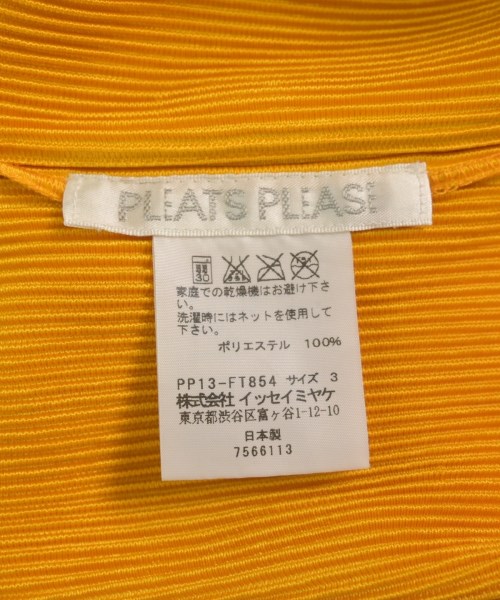 PLEATS PLEASE
家庭での乾燥機はお避け下さ
い。
洗濯時にはネットを使用して
下さい。
ポリエステル 100%
PP13-FT854 サイズ 3
株式会社 イッセイミヤケ
東京都渋谷区富ヶ谷1-12-10
日本製
7566113